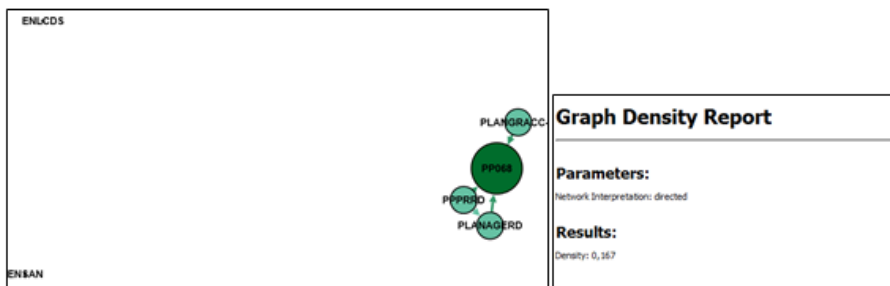 ENLCDS
PLANGRACC-
PP068
PPPRRD
PLANAGERD
ENSAN
Graph Density Report
Parameters:
Network Interpretation: directed
Results:
Density: 0,167